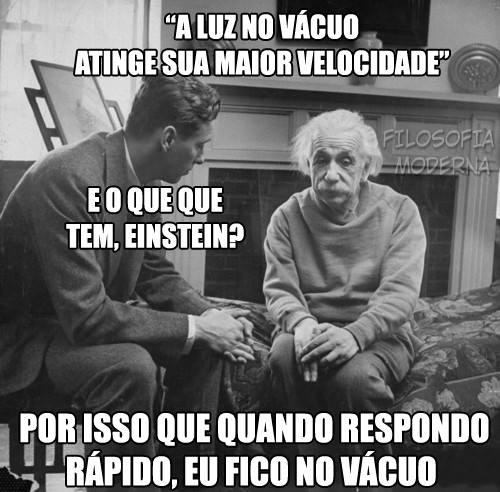 “A LUZ NO VÁCUO
ATINGE SUA MAIOR VELOCIDADE”
FILOSOFIA
MODERNA
E O QUE QUE
TEM, EINSTEIN?
POR ISSO QUE QUANDO RESPONDO
RÁPIDO, EU FICO NO VÁCUO